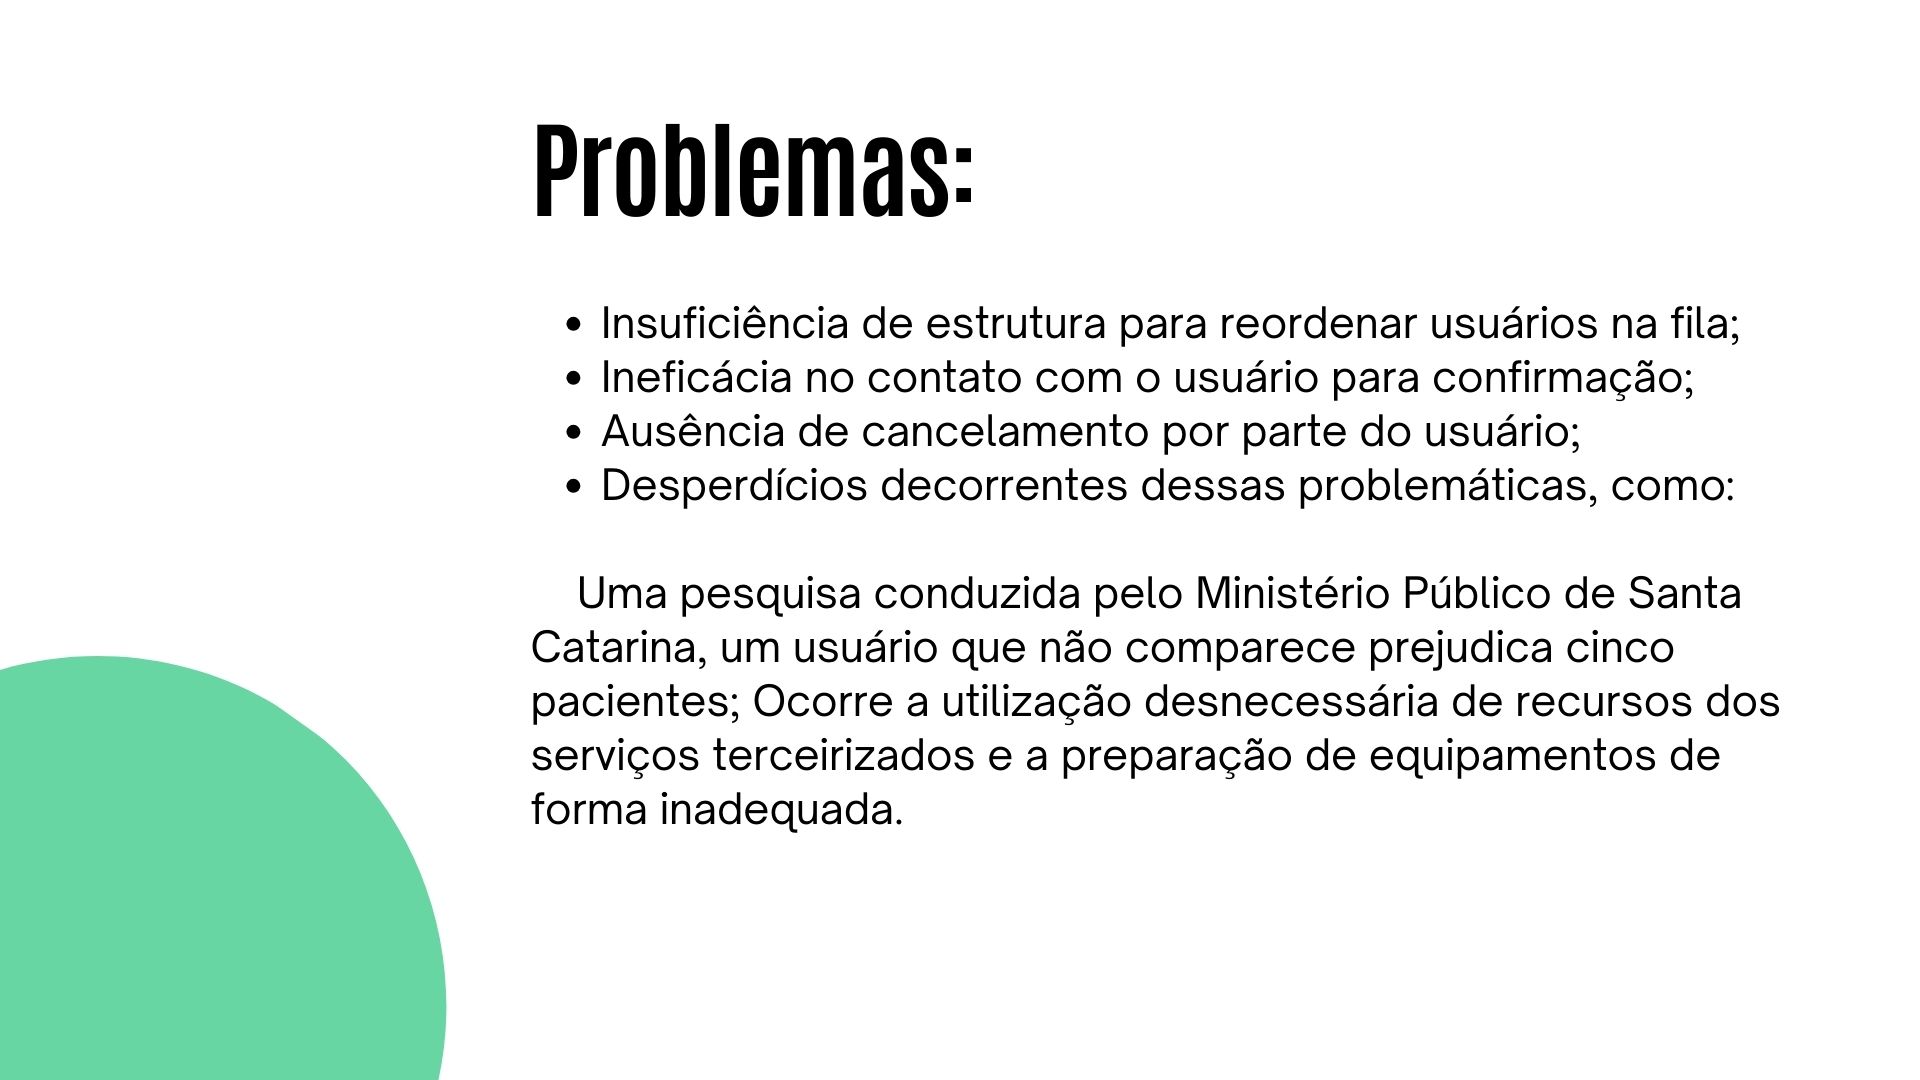 Problemas:
• Insuficiência de estrutura para reordenar usuários na fila;
• Ineficácia no contato com o usuário para confirmação;
• Ausência de cancelamento por parte do usuário;
• Desperdícios decorrentes dessas problemáticas, como:
Uma pesquisa conduzida pelo Ministério Público de Santa
Catarina, um usuário que não comparece prejudica cinco
pacientes; Ocorre a utilização desnecessária de recursos dos
serviços terceirizados e a preparação de equipamentos de
forma inadequada.